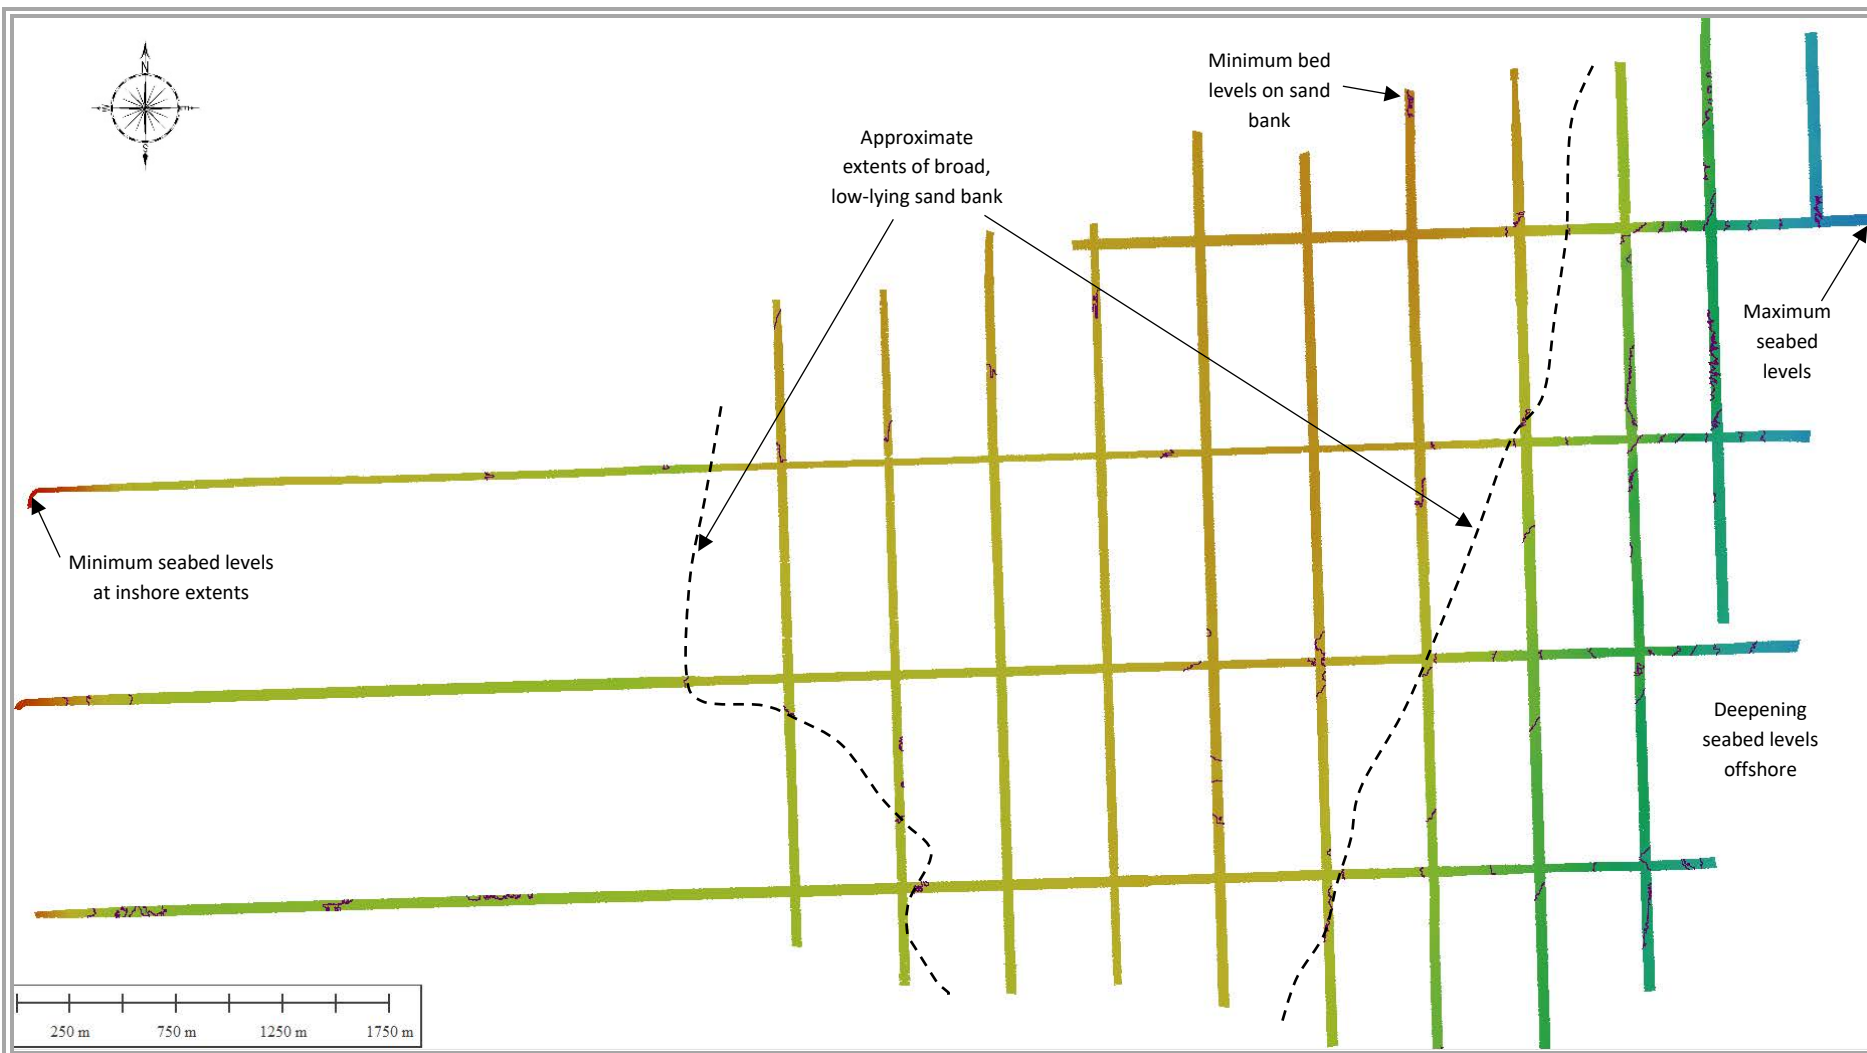 N
W
E
S
Minimum bed
levels on sand
bank
Approximate
extents of broad,
low-lying sand bank
Maximum
seabed
levels
Minimum seabed levels
at inshore extents
Deepening
seabed levels
offshore
250 m 750 m 1250 m 1750 m